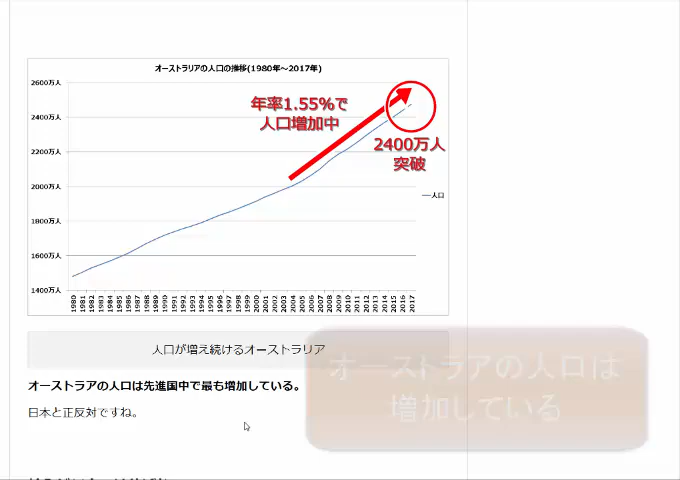 オーストラリアの人口の推移(1980年～2017年)
2600万人
2400万人
2200万人
2000万人
1800万人
1600万人
1400万人
年率1.55%で
人口増加中
2400万人
突破
人口
1980 1981 1982 1983 1984 1985 1986 1987 1988 1989 1990 1991 1992 1993 1994 1995 1996 1997 1998 1999 2000 2001 2002 2003 2004 2005 2006 2007 2008 2009 2010 2011 2012 2013 2014 2015 2016 2017
人口が増え続けるオーストラリア
オーストラリアの人口は
増加している
オーストラアの人口は先進国中で最も増加している。
日本と正反対ですね。